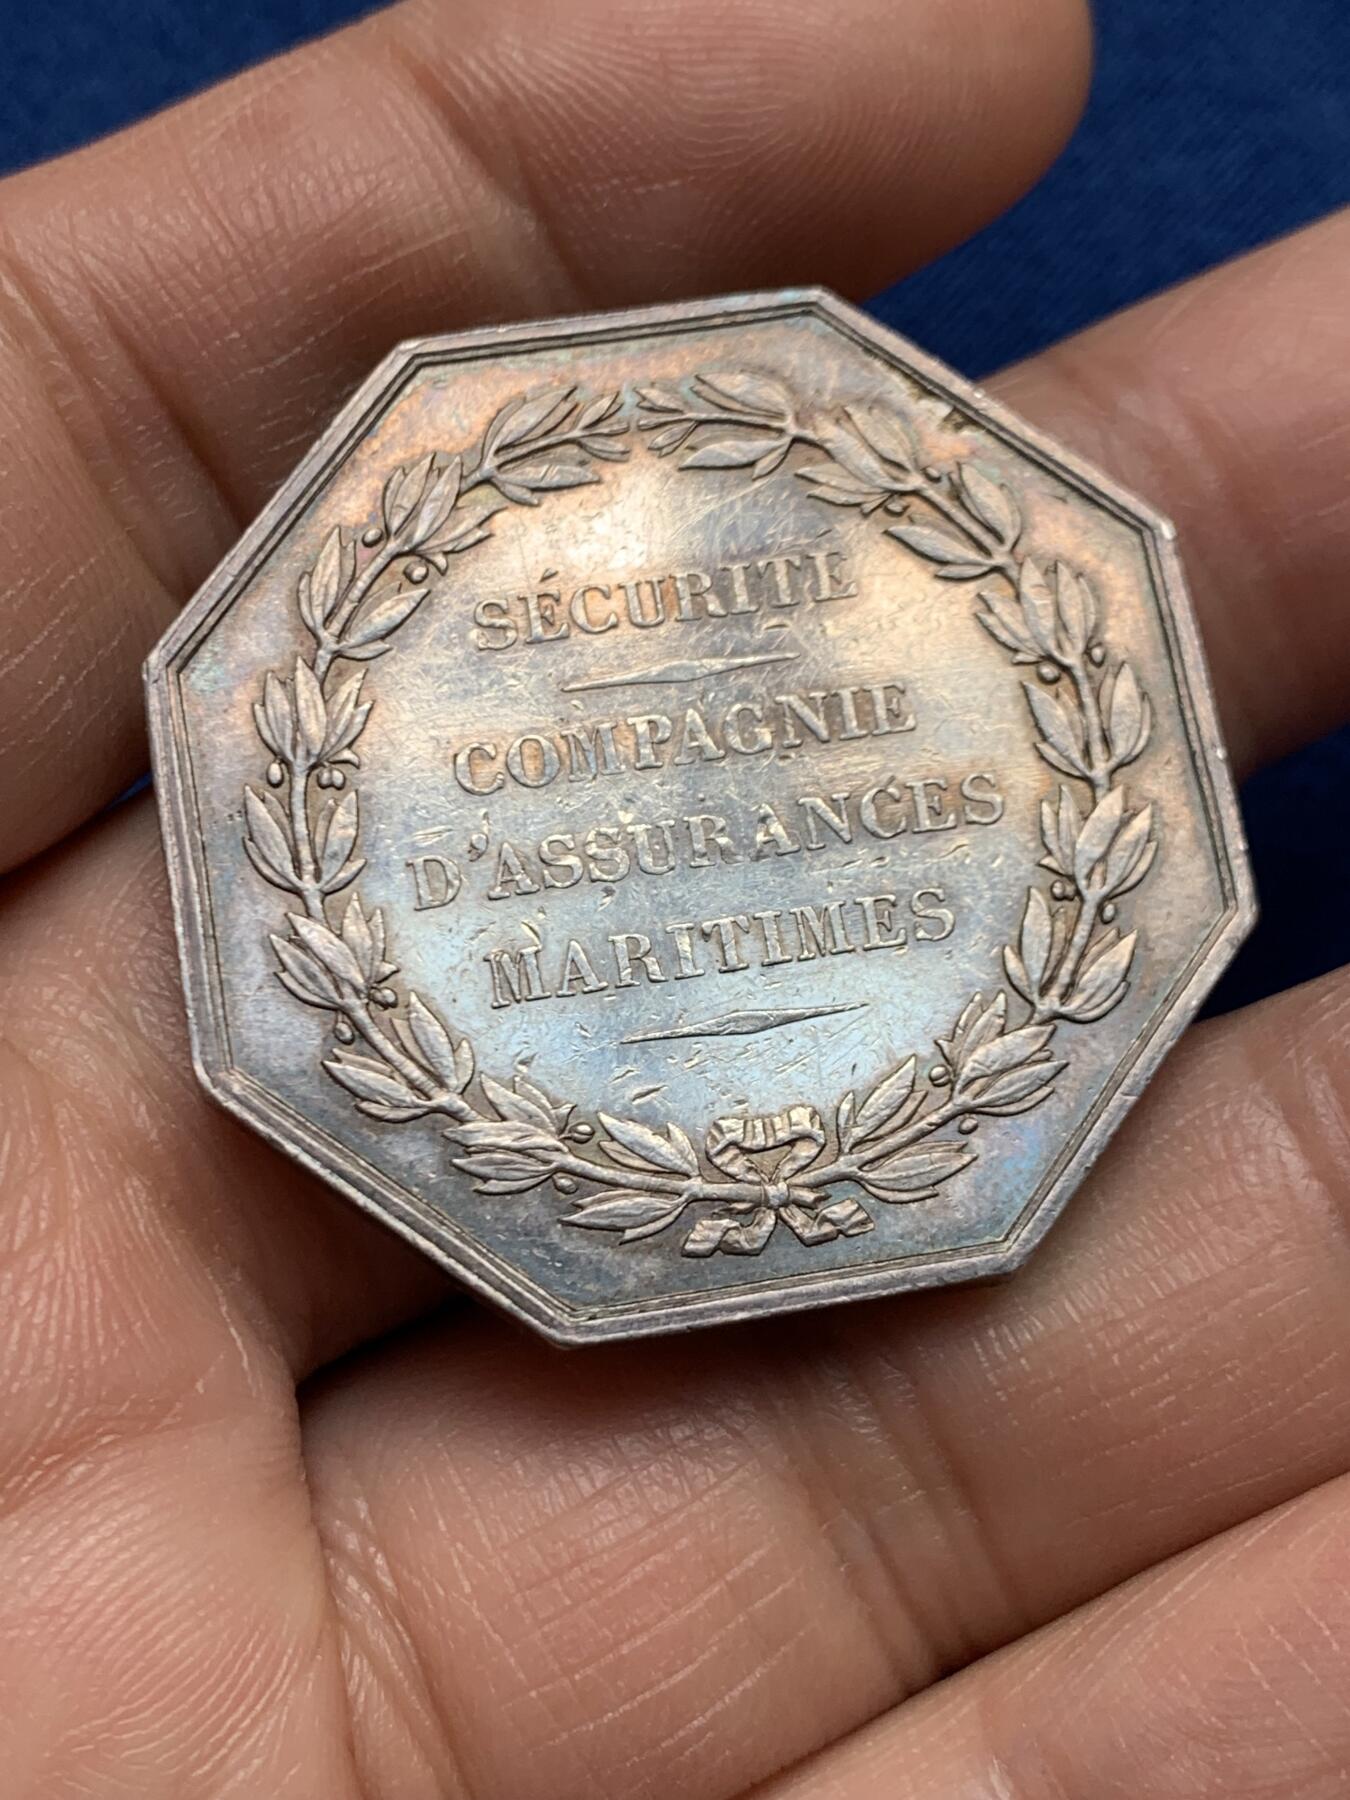 SÉCURITÉ
COMPAGNIE
D'ASSURANCES
MARITIMES